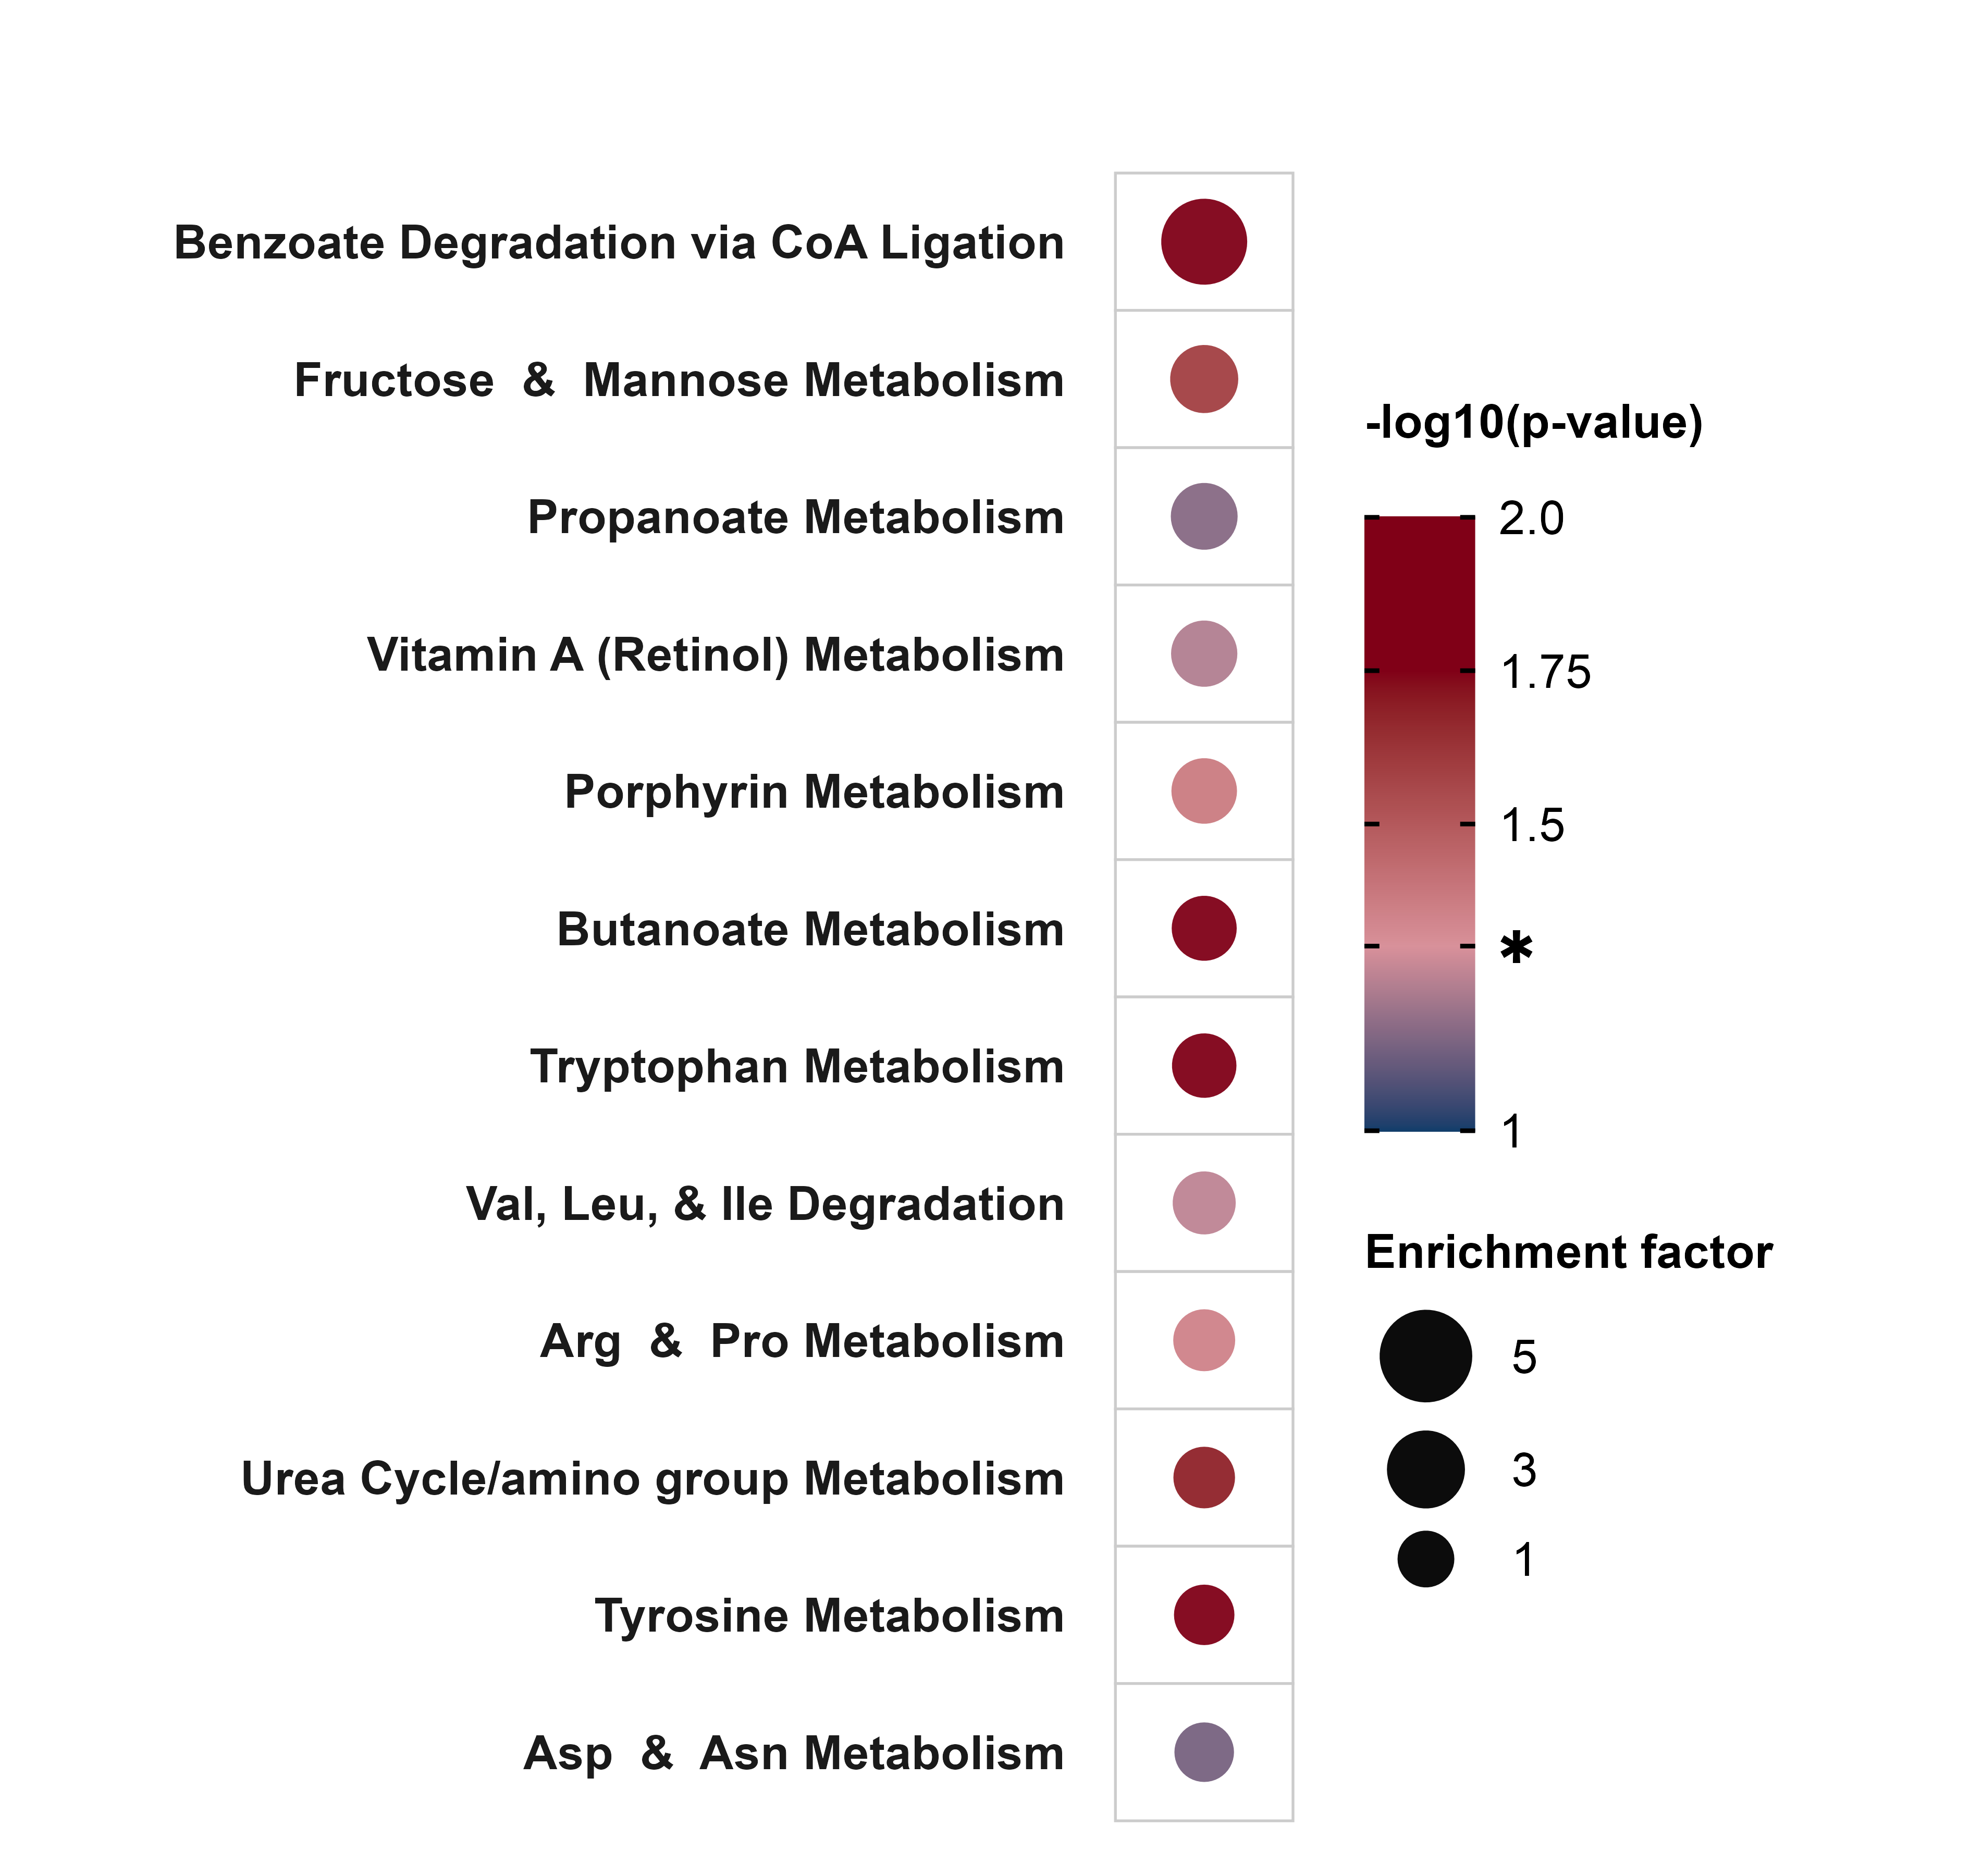 Benzoate Degradation via CoA Ligation
Fructose & Mannose Metabolism
Propanoate Metabolism
Vitamin A (Retinol) Metabolism
Porphyrin Metabolism
Butanoate Metabolism
Tryptophan Metabolism
Val, Leu, & Ile Degradation
Arg & Pro Metabolism
Urea Cycle/amino group Metabolism
Tyrosine Metabolism
Asp & Asn Metabolism
-log10(p-value)
2.0
1.75
1.5
*
1
Enrichment factor
5
3
1